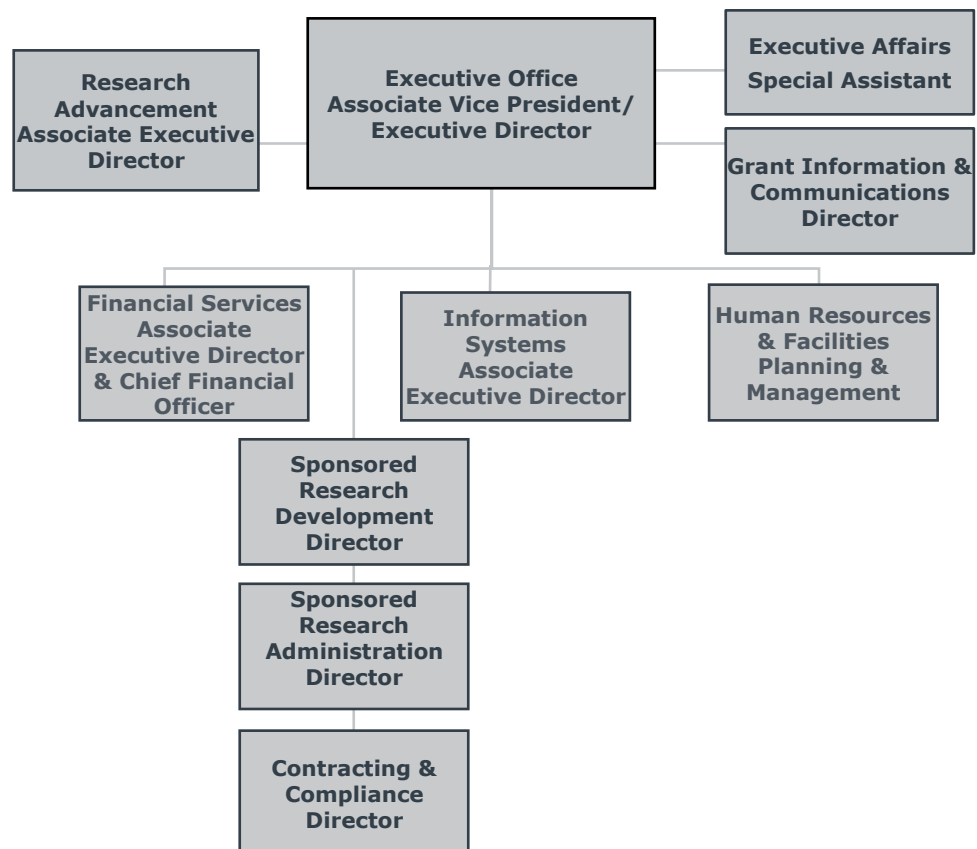 Research
Advancement
Associate Executive
Director
Executive Office
Associate Vice President/
Executive Director
Executive Affairs
Special Assistant
Grant Information &
Communications
Director
Financial Services
Associate
Executive Director
& Chief Financial
Officer
Information
Systems
Associate
Executive Director
Human Resources
& Facilities
Planning &
Management
Sponsored
Research
Development
Director
Sponsored
Research
Administration
Director
Contracting &
Compliance
Director